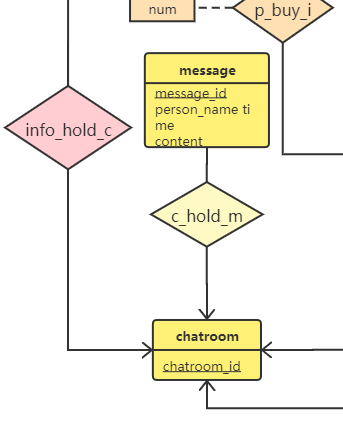 num
p_buy_i
message
message_id
person_name ti
me
content
info_hold_c
c_hold_m
chatroom
chatroom_id